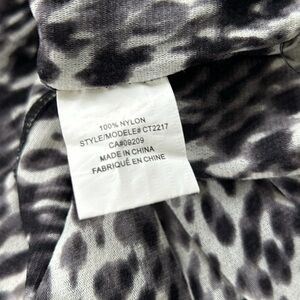 100% NYLON
STYLE/MODELE# CT2217
CA#09209
MADE IN CHINA
FABRIQUÉ EN CHINE